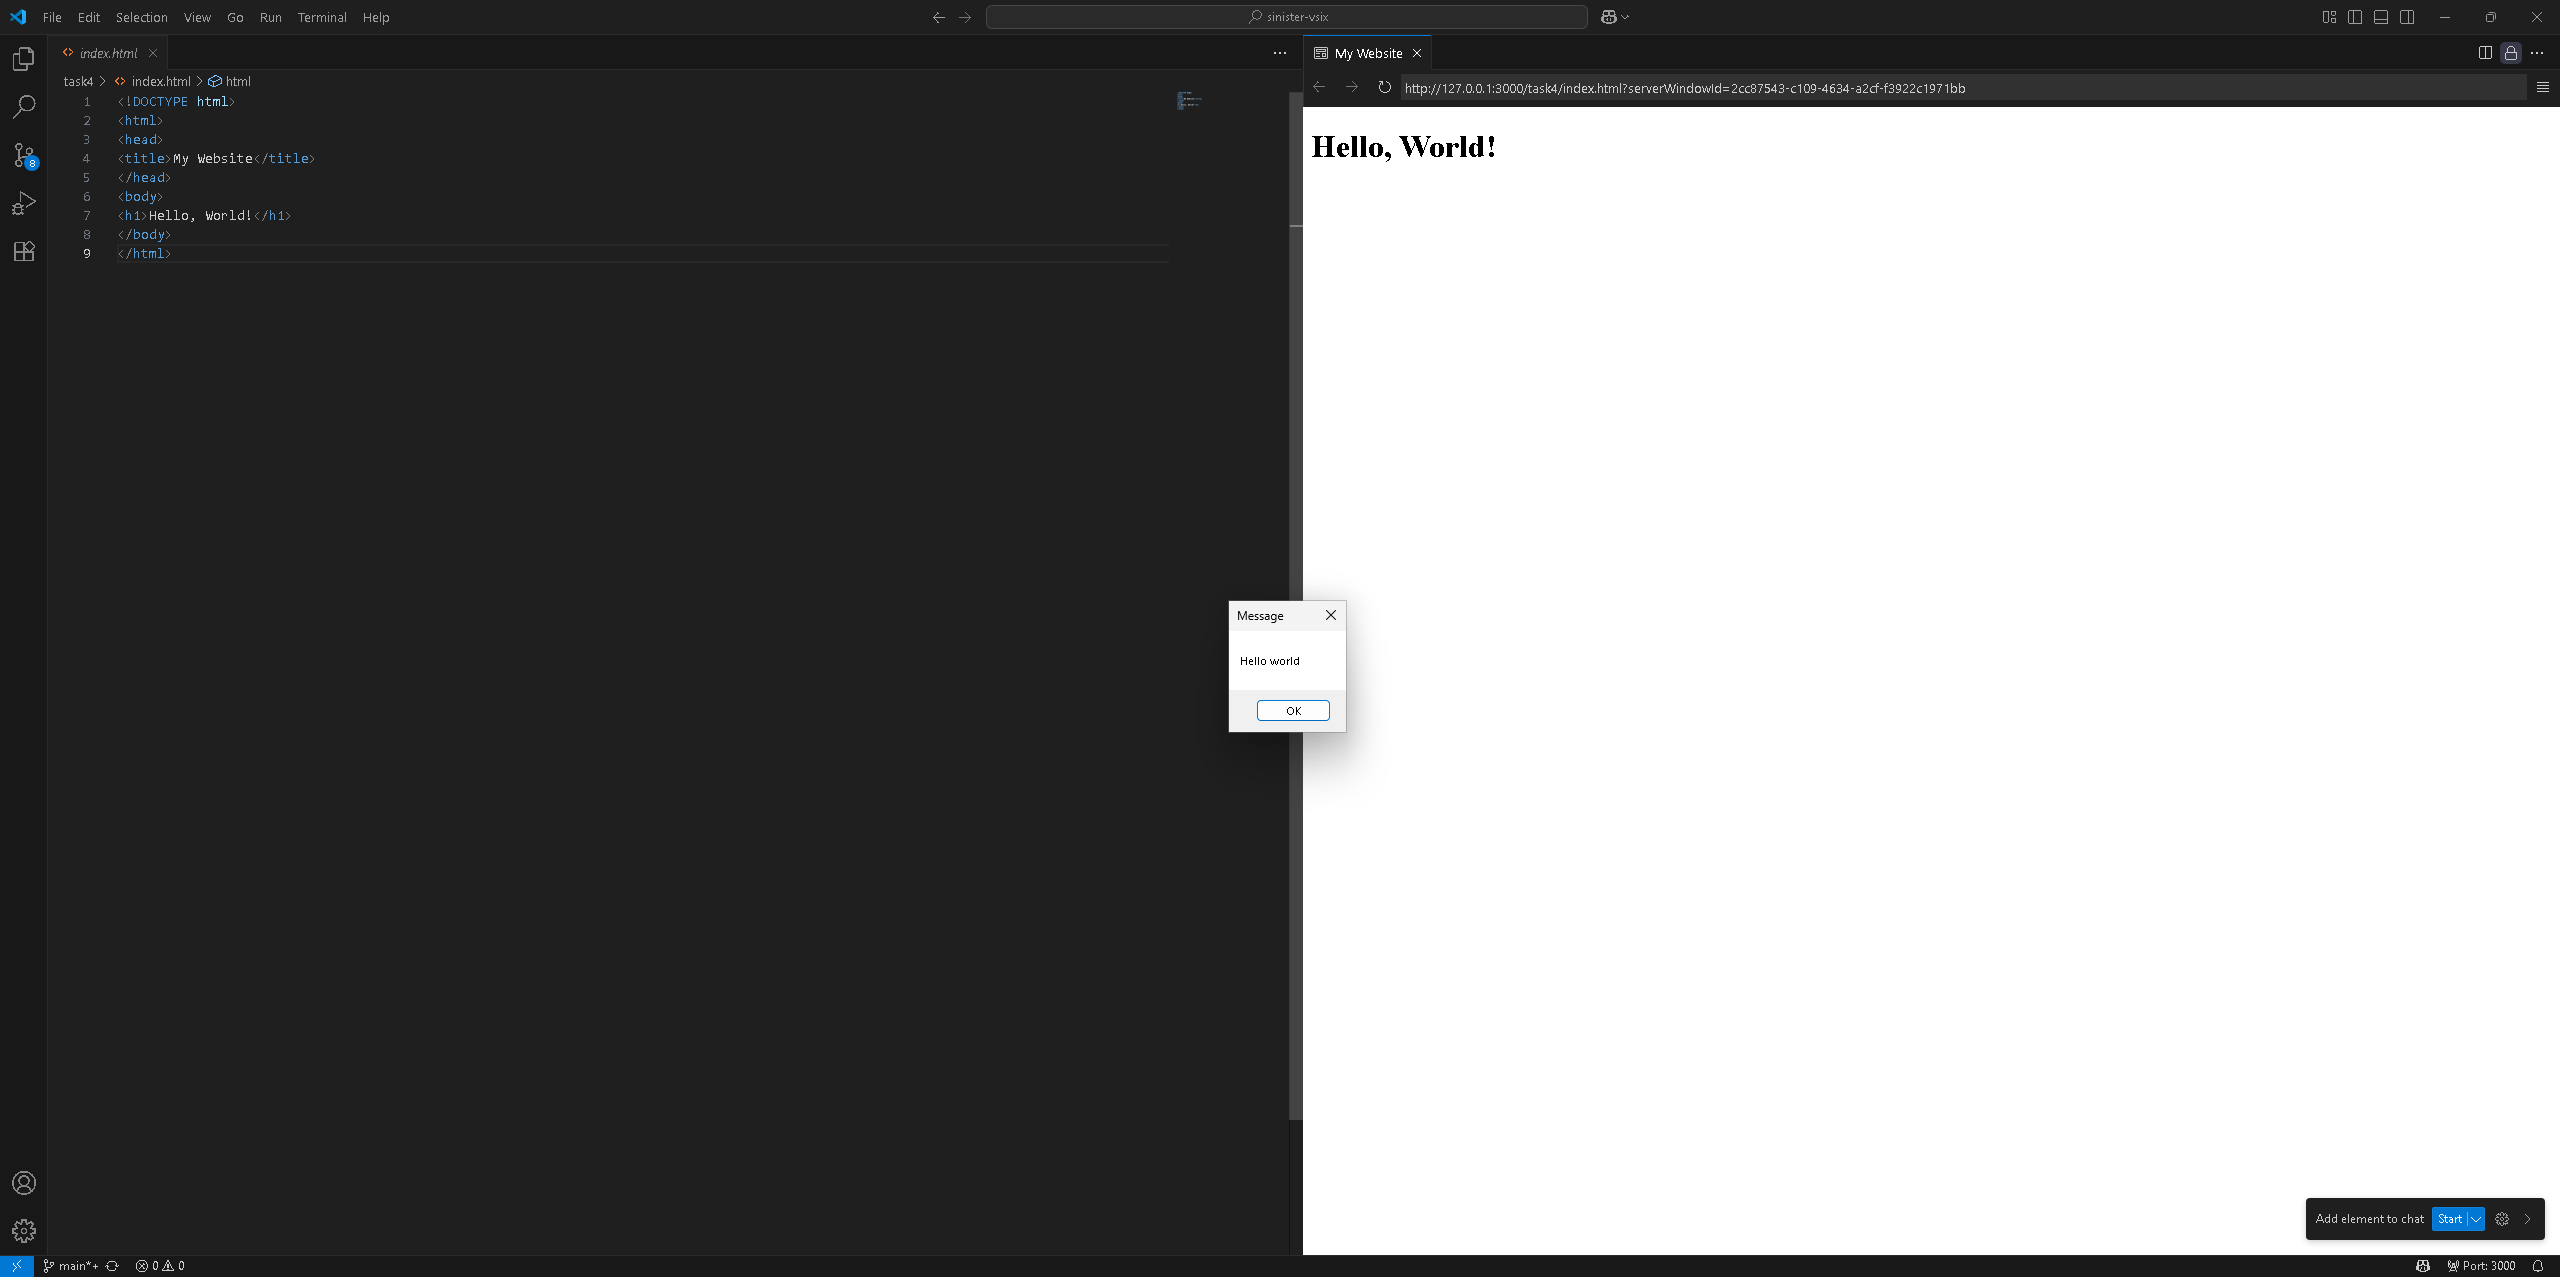 File Edit Selection View Go Run Terminal Help
sinister-vsix
index.html
task4 > index.html > html
1 <!DOCTYPE html>
2 <html>
3 <head>
4 <title>My Website</title>
5 </head>
6 <body>
7 <h1>Hello, World!</h1>
8 </body>
9 </html>
8
My Website
http://127.0.0.1:3000/task4/index.html?serverWindowId=2cc87543-c109-4634-a2cf-f3922c1971bb
Hello, World!
Message
Hello world
OK
Add element to chat Start
main*+ 0 0
Port: 3000